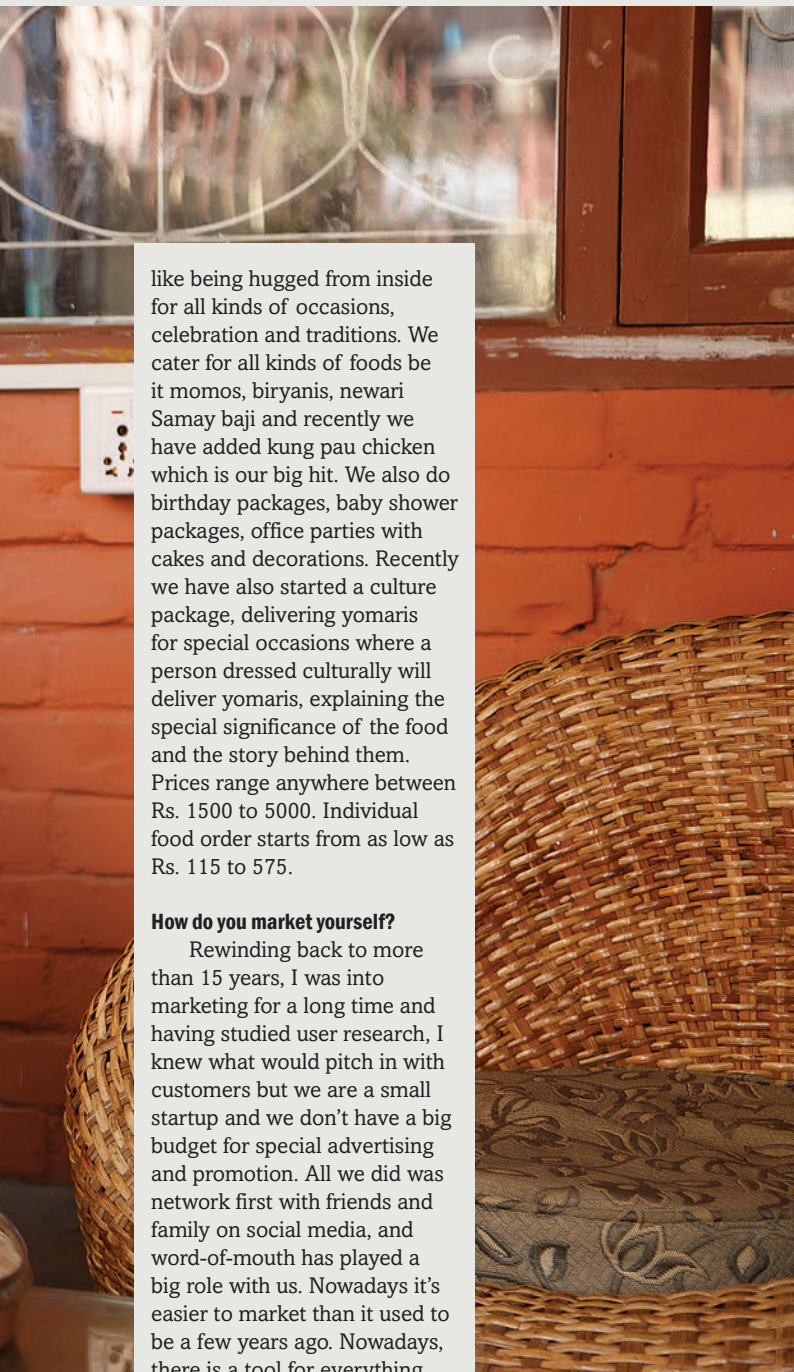 like being hugged from inside
for all kinds of occasions,
celebration and traditions. We
cater for all kinds of foods be
it momos, biryanis, newari
Samay baji and recently we
have added kung pau chicken
which is our big hit. We also do
birthday packages, baby shower
packages, office parties with
cakes and decorations. Recently
we have also started a culture
package, delivering yomaris
for special occasions where a
person dressed culturally will
deliver yomaris, explaining the
special significance of the food
and the story behind them.
Prices range anywhere between
Rs. 1500 to 5000. Individual
food order starts from as low as
Rs. 115 to 575.
How do you market yourself?
Rewinding back to more
than 15 years, I was into
marketing for a long time and
having studied user research, I
knew what would pitch in with
customers but we are a small
startup and we don't have a big
budget for special advertising
and promotion. All we did was
network first with friends and
family on social media, and
word-of-mouth has played a
big role with us. Nowadays it's
easier to market than it used to
be a few years ago. Nowadays,
there is a tool for everything